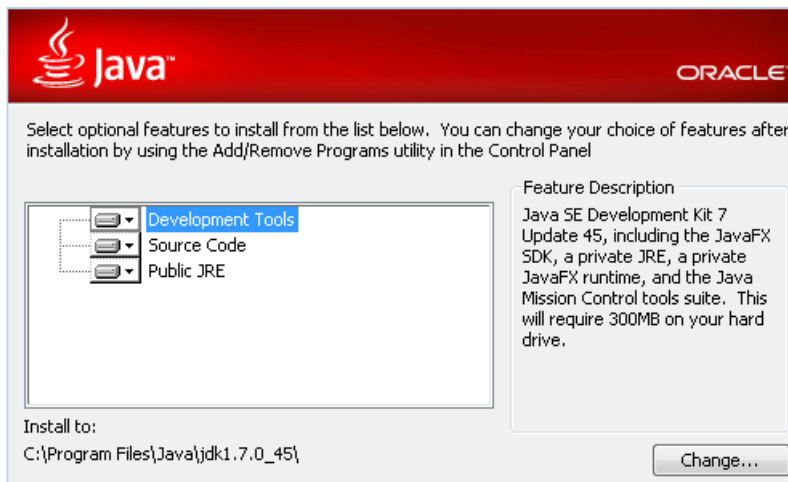 Java™
ORACLE
Select optional features to install from the list below. You can change your choice of features after
installation by using the Add/Remove Programs utility in the Control Panel
Development Tools
Source Code
Public JRE
Feature Description
Java SE Development Kit 7
Update 45, including the JavaFX
SDK, a private JRE, a private
JavaFX runtime, and the Java
Mission Control tools suite. This
will require 300MB on your hard
drive.
Install to:
C:\Program Files\Java\jdk1.7.0_45\
Change...